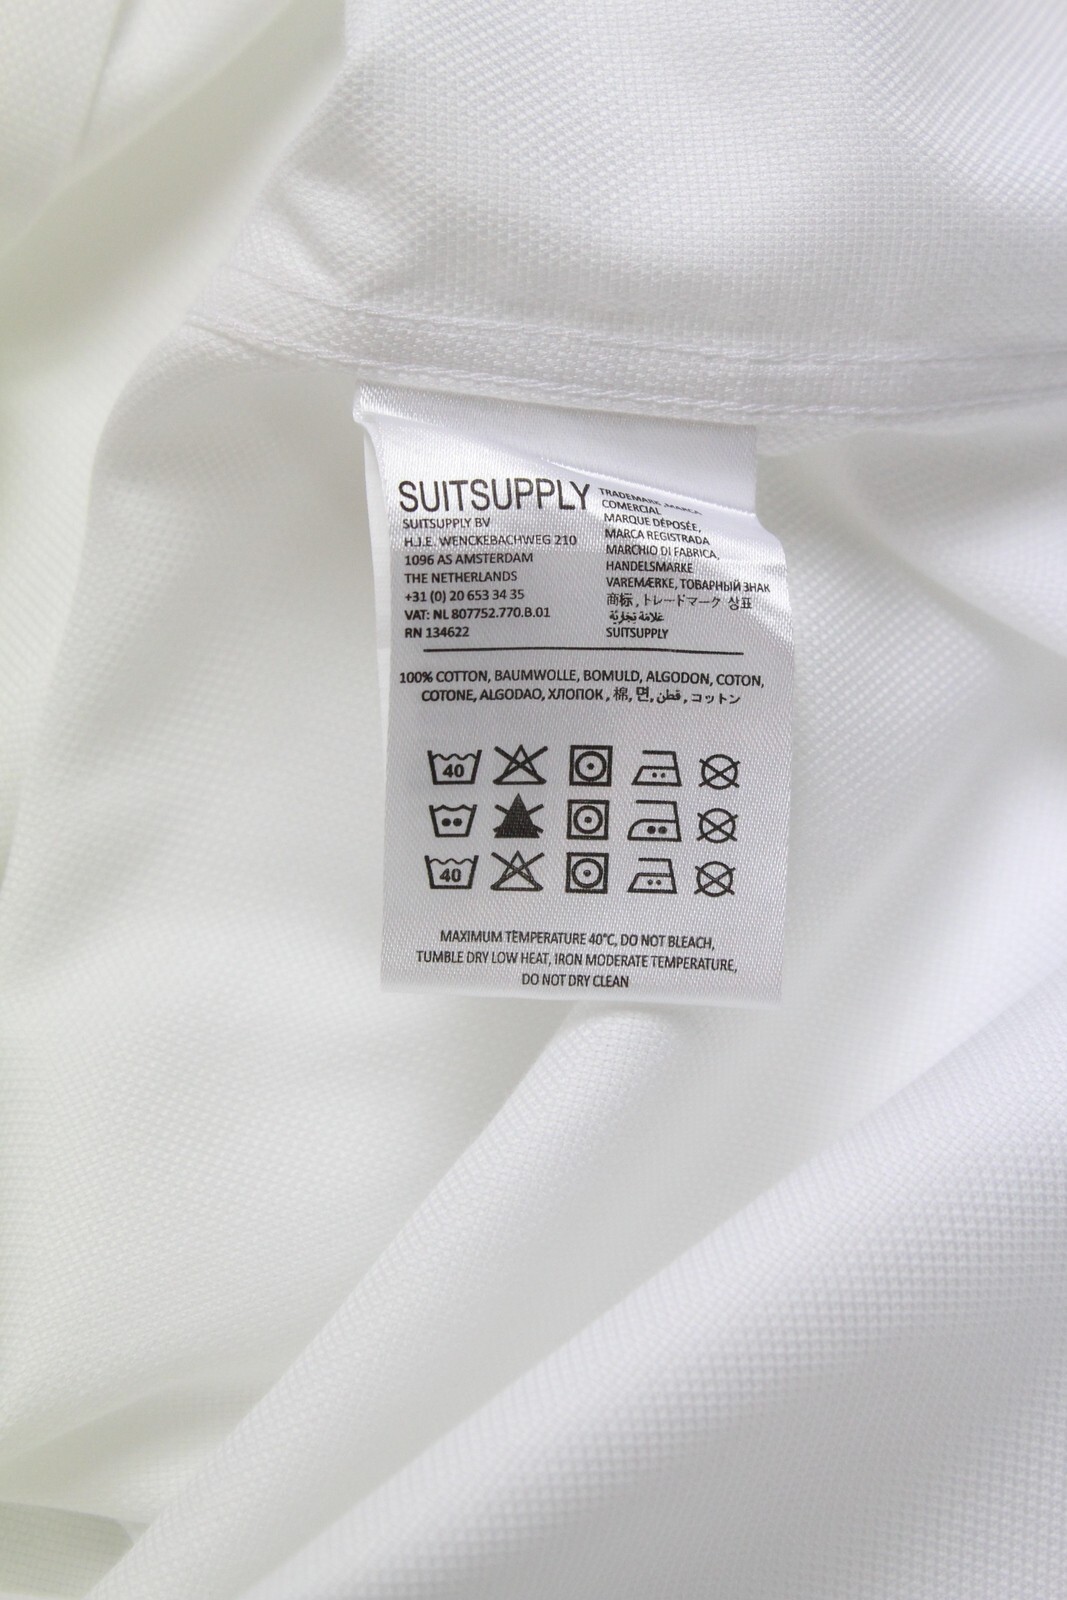 SUITSUPPLY
SUITSUPPLY BV
H.J.E. WENCKEBACHWEG 210
1096 AS AMSTERDAM
THE NETHERLANDS
+31 (0) 20 653 34 35
VAT: NL 807752.770.B.01
RN 134622
TRADEMARK, MARCA
COMERCIAL
MARQUE DÉPOSÉE,
MARCA REGISTRADA
MARCHIO DI FABRICA,
HANDELSMARKE
VAREMÆRKE, ТОВАРНЫЙ ЗНАК
商标, トレードマーク 상표
علامة تجارية
SUITSUPPLY
100% COTTON, BAUMWOLLE, BOMULD, ALGODON, COTON,
COTONE, ALGODAO, ХЛОПОК, 棉, 면, قطن, コットン
40
40
MAXIMUM TEMPERATURE 40°C, DO NOT BLEACH,
TUMBLE DRY LOW HEAT, IRON MODERATE TEMPERATURE,
DO NOT DRY CLEAN